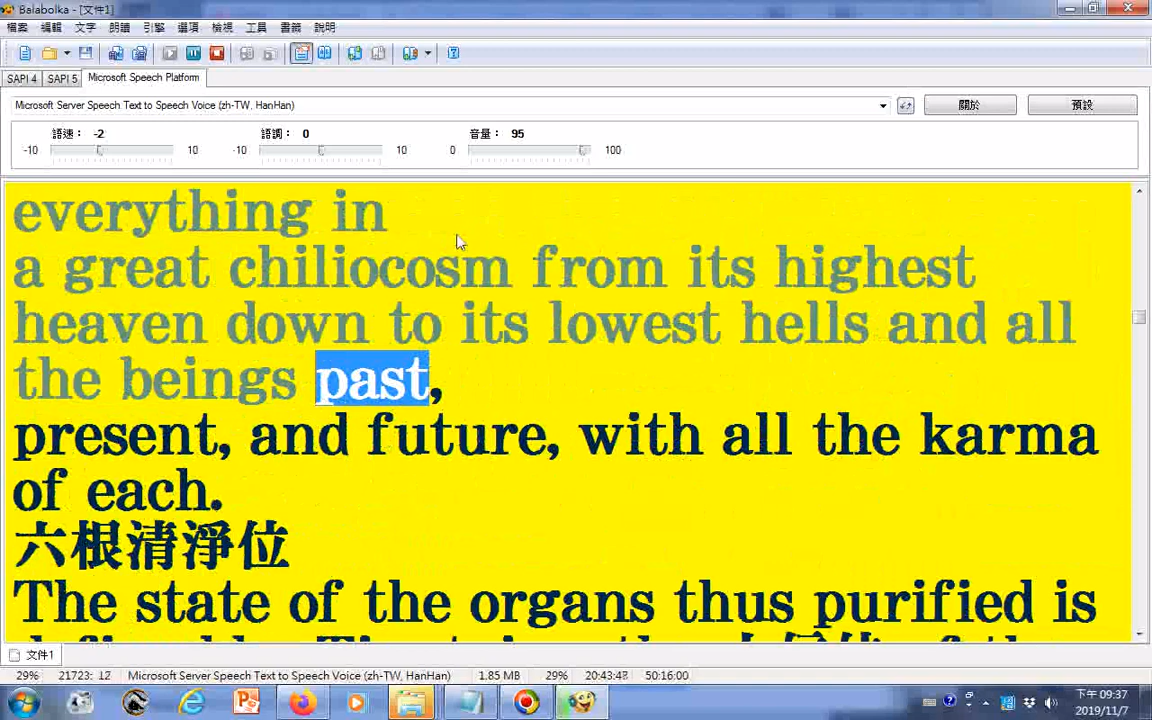 Balabolka - [文件1]
檔案 編輯 文字 朗讀 引擎 選項 檢視 工具 書籤 說明
SAPI 4 SAPI 5 Microsoft Speech Platform
Microsoft Server Speech Text to Speech Voice (zh-TW, HanHan) 關於 預設
語速： -2 語調： 0 音量： 95
-10 10 -10 10 0 100
everything in
a great chiliocosm from its highest
heaven down to its lowest hells and all
the beings past,
present, and future, with all the karma
of each.
六根清淨位
The state of the organs thus purified is
文件1
29% 21723: 12 Microsoft Server Speech Text to Speech Voice (zh-TW, HanHan) 1.85 MB 29% 20:43:48 50:16:00
下午 09:37
2019/11/7